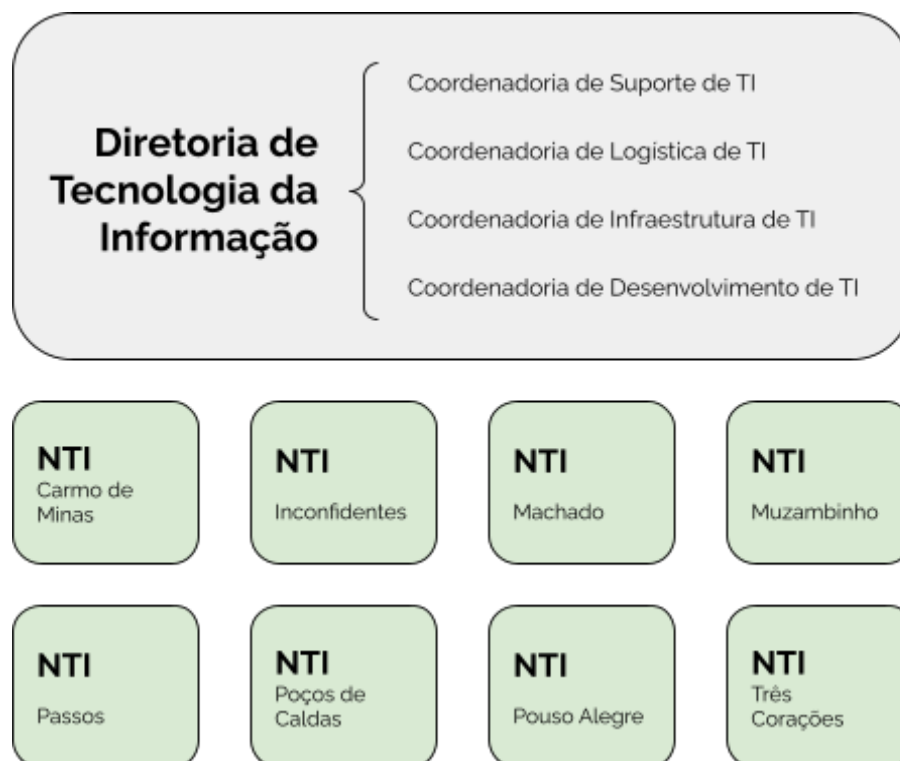 Diretoria de
Tecnologia da
Informação
Coordenadoria de Suporte de TI
Coordenadoria de Logistica de TI
Coordenadoria de Infraestrutura de TI
Coordenadoria de Desenvolvimento de TI
NTI
Carmo de
Minas
NTI
Inconfidentes
NTI
Machado
NTI
Muzambinho
NTI
Passos
NTI
Poços de
Caldas
NTI
Pouso Alegre
NTI
Três
Corações